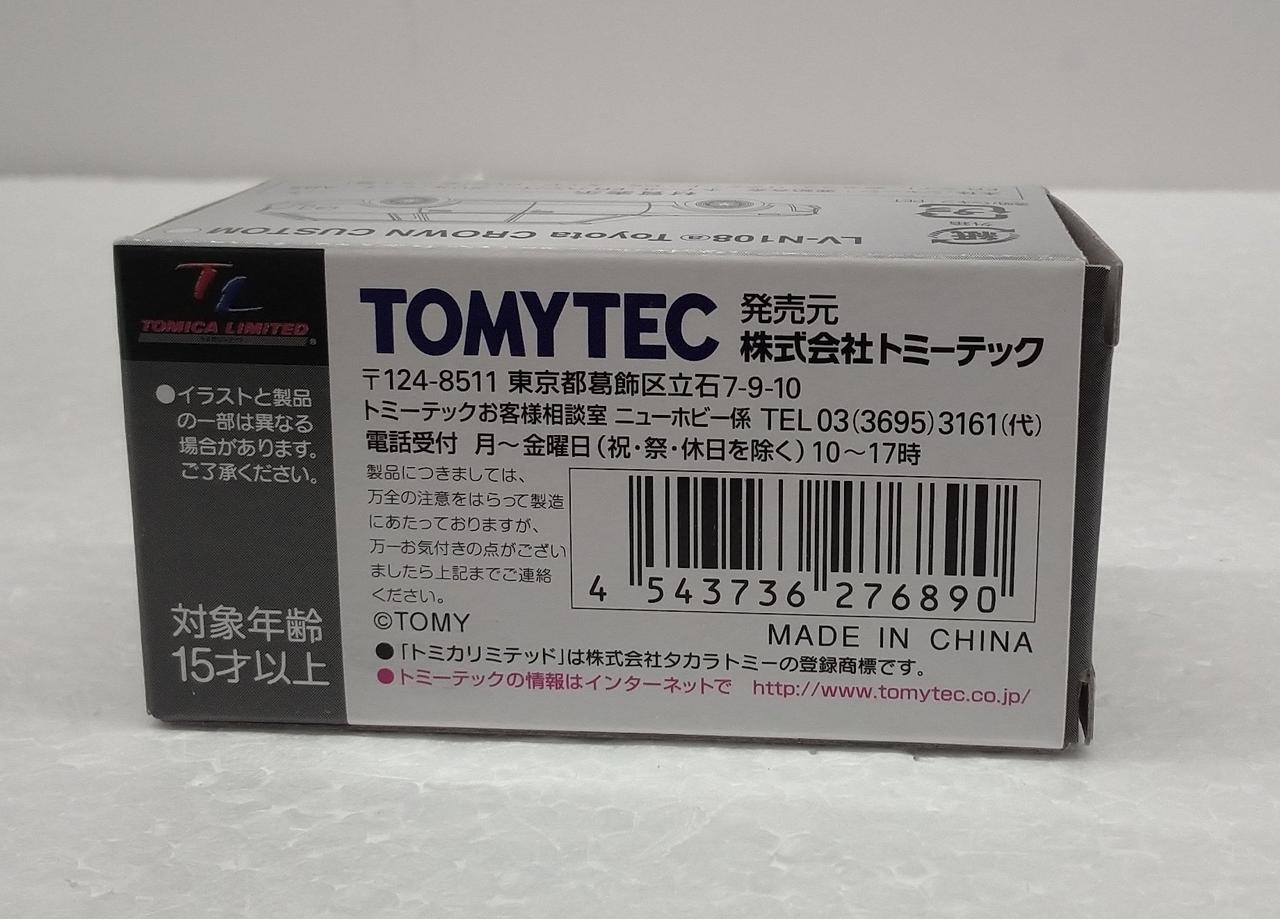 LV-N108ⓐ Toyota CROWN CUSTOM
紙
TL
TOMICA LIMITED
®
●イラストと製品
の一部は異なる
場合があります。
ご了承ください。
対象年齢
15才以上
TOMYTEC
発売元
株式会社トミーテック
〒124-8511 東京都葛飾区立石7-9-10
トミーテックお客様相談室 ニューホビー係 TEL 03(3695)3161(代)
電話受付 月～金曜日(祝・祭・休日を除く)10～17時
製品につきましては、
万全の注意をはらって製造
にあたっておりますが、
万一お気付きの点がござい
ましたら上記までご連絡
ください。
4 543736 276890
©TOMY
MADE IN CHINA
●「トミカリミテッド」は株式会社タカラトミーの登録商標です。
●トミーテックの情報はインターネットで http://www.tomytec.co.jp/